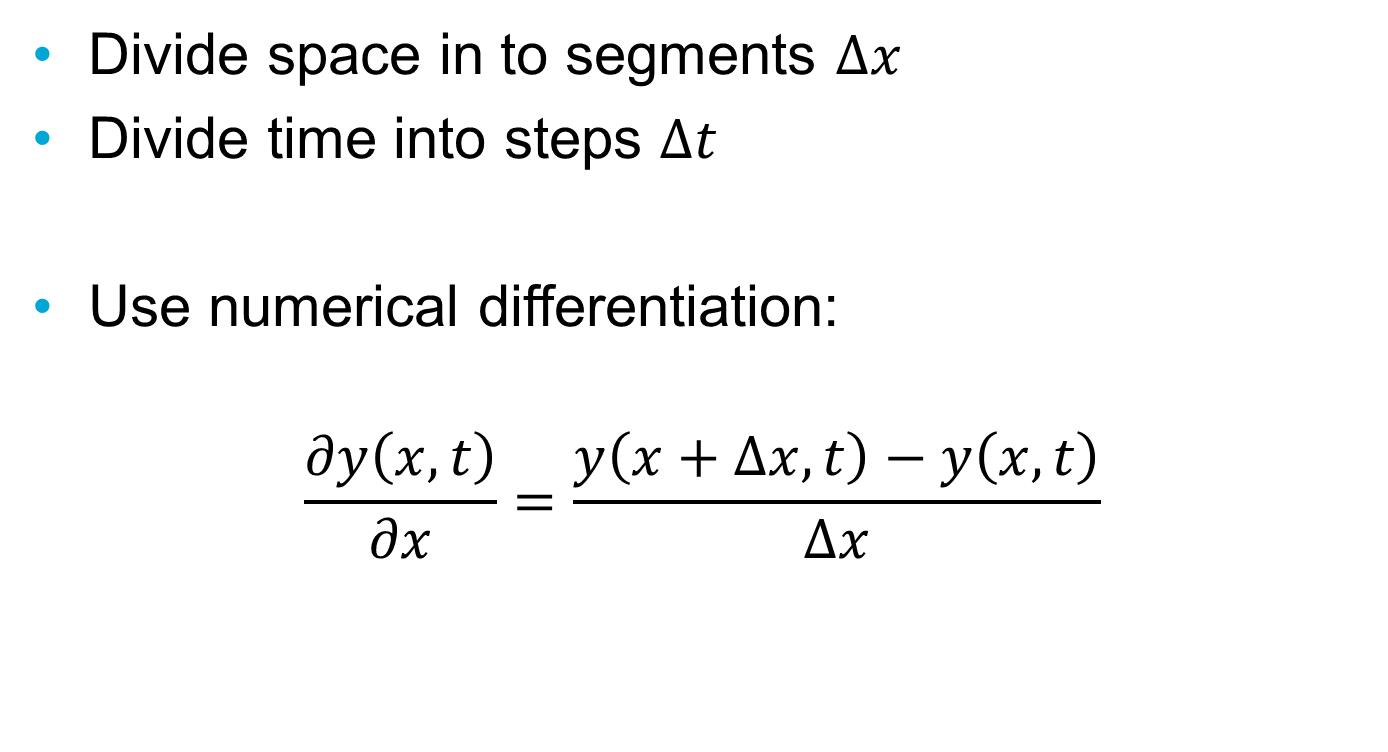 • Divide space in to segments Δx
• Divide time into steps Δt
• Use numerical differentiation:
∂y(x, t)/∂x = (y(x + Δx, t) − y(x, t))/Δx